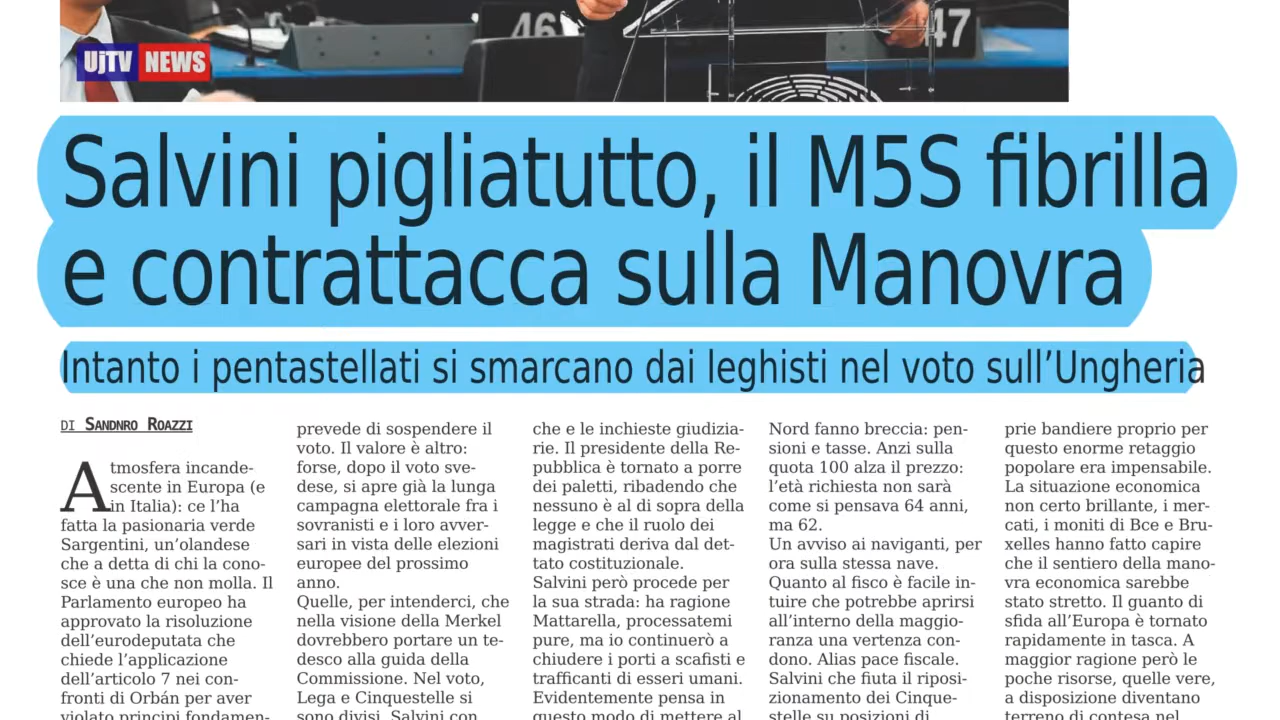 46
47
UjTV NEWS
Salvini pigliatutto, il M5S fibrilla
e contrattacca sulla Manovra
Intanto i pentastellati si smarcano dai leghisti nel voto sull’Ungheria
DI SANDNRO ROAZZI
Atmosfera incande-
scente in Europa (e
in Italia): ce l’ha
fatta la pasionaria verde
Sargentini, un’olandese
che a detta di chi la cono-
sce è una che non molla. Il
Parlamento europeo ha
approvato la risoluzione
dell’eurodeputata che
chiede l’applicazione
dell’articolo 7 nei con-
fronti di Orbán per aver
violato principi fondamen-
prevede di sospendere il
voto. Il valore è altro:
forse, dopo il voto sve-
dese, si apre già la lunga
campagna elettorale fra i
sovranisti e i loro avver-
sari in vista delle elezioni
europee del prossimo
anno.
Quelle, per intenderci, che
nella visione della Merkel
dovrebbero portare un te-
desco alla guida della
Commissione. Nel voto,
Lega e Cinquestelle si
sono divisi. Salvini con
che e le inchieste giudizia-
rie. Il presidente della Re-
pubblica è tornato a porre
dei paletti, ribadendo che
nessuno è al di sopra della
legge e che il ruolo dei
magistrati deriva dal det-
tato costituzionale.
Salvini però procede per
la sua strada: ha ragione
Mattarella, processatemi
pure, ma io continuerò a
chiudere i porti a scafisti e
trafficanti di esseri umani.
Evidentemente pensa in
questo modo di mettere al
Nord fanno breccia: pen-
sioni e tasse. Anzi sulla
quota 100 alza il prezzo:
l’età richiesta non sarà
come si pensava 64 anni,
ma 62.
Un avviso ai naviganti, per
ora sulla stessa nave.
Quanto al fisco è facile in-
tuire che potrebbe aprirsi
all’interno della maggio-
ranza una vertenza con-
dono. Alias pace fiscale.
Salvini che fiuta il riposi-
zionamento dei Cinque-
stelle su posizioni di
prie bandiere proprio per
questo enorme retaggio
popolare era impensabile.
La situazione economica
non certo brillante, i mer-
cati, i moniti di Bce e Bru-
xelles hanno fatto capire
che il sentiero della mano-
vra economica sarebbe
stato stretto. Il guanto di
sfida all’Europa è tornato
rapidamente in tasca. A
maggior ragione però le
poche risorse, quelle vere,
a disposizione diventano
terreno di contesa nel